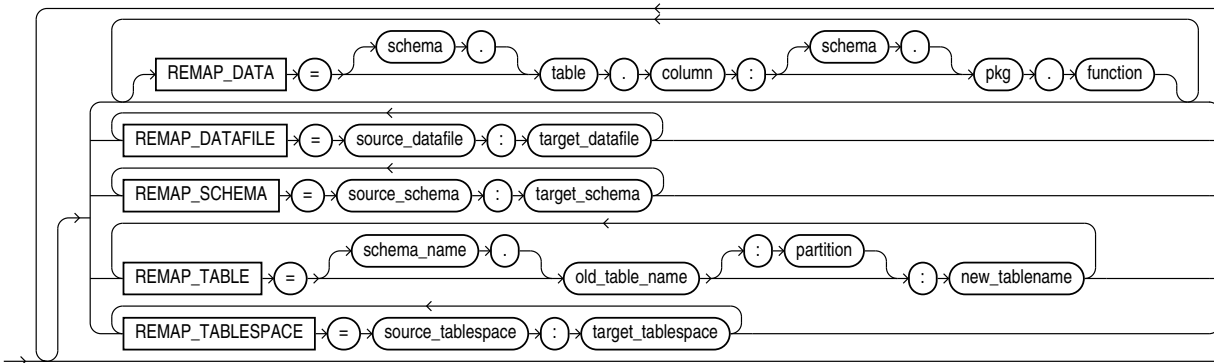 schema . schema .
REMAP_DATA = table . column : pkg . function
REMAP_DATAFILE = source_datafile : target_datafile
REMAP_SCHEMA = source_schema : target_schema
schema_name . : partition
REMAP_TABLE = old_table_name : new_tablename
REMAP_TABLESPACE = source_tablespace : target_tablespace